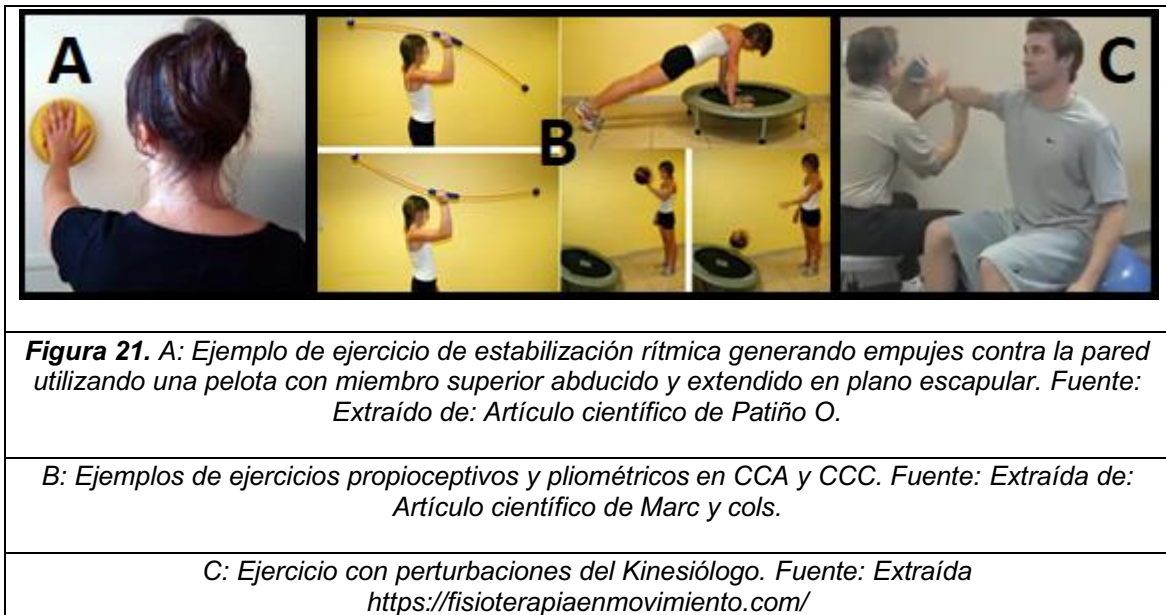 A
B
C
Figura 21. A: Ejemplo de ejercicio de estabilización rítmica generando empujes contra la pared
utilizando una pelota con miembro superior abducido y extendido en plano escapular. Fuente:
Extraído de: Artículo científico de Patiño O.
B: Ejemplos de ejercicios propioceptivos y pliométricos en CCA y CCC. Fuente: Extraída de:
Artículo científico de Marc y cols.
C: Ejercicio con perturbaciones del Kinesiólogo. Fuente: Extraída
https://fisioterapiaenmovimiento.com/